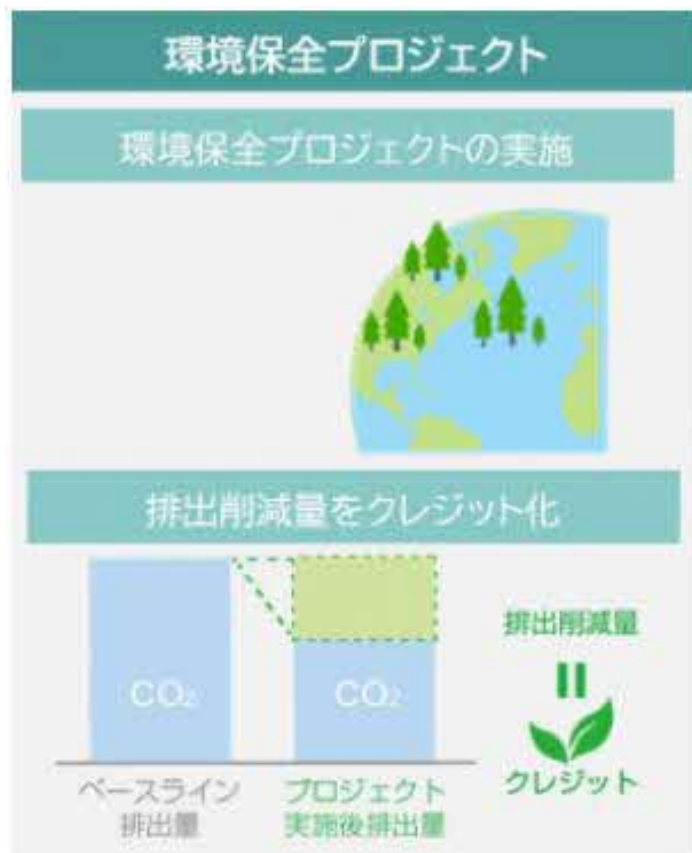 環境保全プロジェクト
環境保全プロジェクトの実施
排出削減量をクレジット化
CO₂
CO₂
排出削減量
クレジット
ベースライン
排出量
プロジェクト
実施後排出量